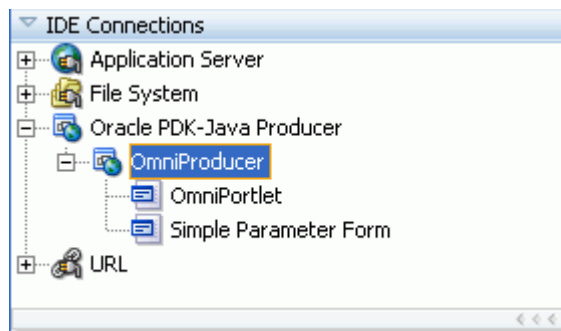 IDE Connections
Application Server
File System
Oracle PDK-Java Producer
OmniProducer
OmniPortlet
Simple Parameter Form
URL